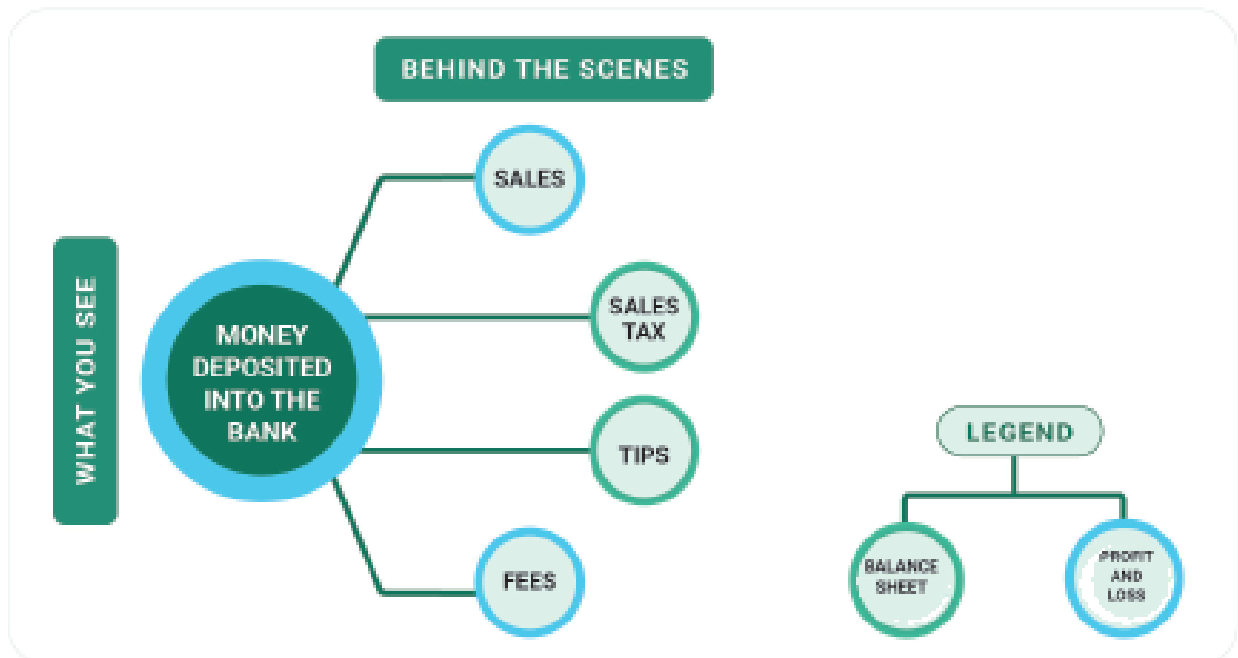 BEHIND THE SCENES
SALES
WHAT YOU SEE
MONEY
DEPOSITED
INTO THE
BANK
SALES
TAX
TIPS
FEES
LEGEND
BALANCE
SHEET
PROFIT
AND
LOSS